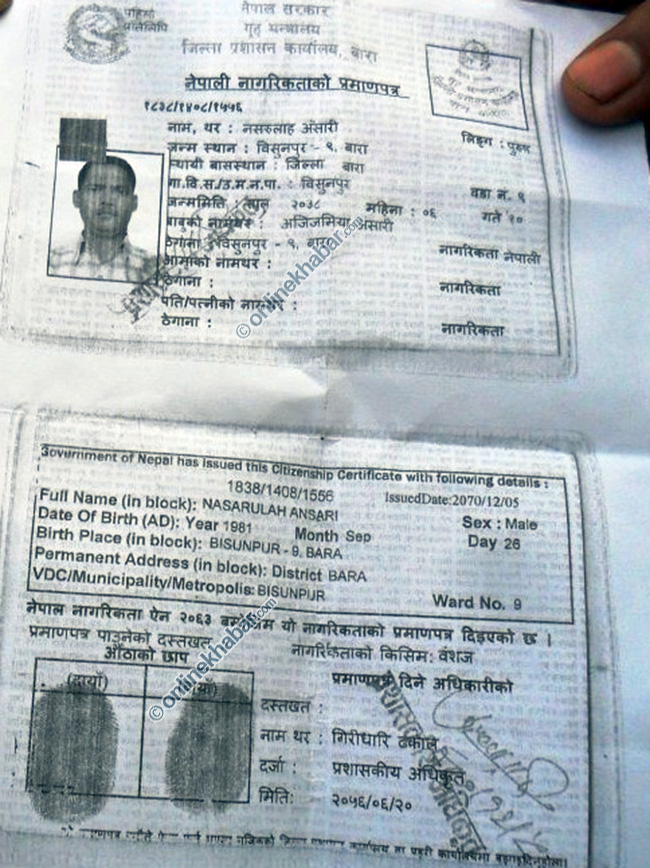 पहिलो
प्रतिलिपि
नेपाल सरकार
गृह मन्त्रालय
जिल्ला प्रशासन कार्यालय, बारा
नेपाली नागरिकताको प्रमाणपत्र
१८३८/१४०८/१५५६
लिङ्ग : पुरुष
नाम, थर : नसरुलाह अंसारी
जन्म स्थान : विसुनपुर - ९, बारा
स्थायी बासस्थान : जिल्ला बारा
गा.वि.स./उ.म.न.पा. : विसुनपुर वडा नं. ९
जन्ममिति : साल २०३८ महिना : ०६ गते १०
बाबुको नामथर : अजिजमिया अंसारी
ठेगाना : विसुनपुर - ९, बारा नागरिकता नेपाली
आमाको नामथर :
ठेगाना : नागरिकता
पति/पत्नीको नामथर :
ठेगाना : नागरिकता
© onlinekhabar.com
Government of Nepal has issued this Citizenship Certificate with following details :
1838/1408/1556 IssuedDate:2070/12/05
Full Name (in block): NASARULAH ANSARI Sex : Male
Date Of Birth (AD): Year 1981 Month Sep Day 26
Birth Place (in block): BISUNPUR - 9, BARA
Permanent Address (in block): District BARA
VDC/Municipality/Metropolis: BISUNPUR Ward No. 9
नेपाल नागरिकता ऐन २०६३ बमोजिम यो नागरिकताको प्रमाणपत्र दिइएको छ ।
प्रमाणपत्र पाउनेको दस्तखत नागरिकताको किसिम: वंशज
औंठाको छाप
(दायाँ)
प्रमाणपत्र दिने अधिकारीको
दस्तखत :
नाम थर : गिरीधारि ढकाल
दर्जा : प्रशासकीय अधिकृत
मिति: २०५६/०६/२०
© onlinekhabar.com